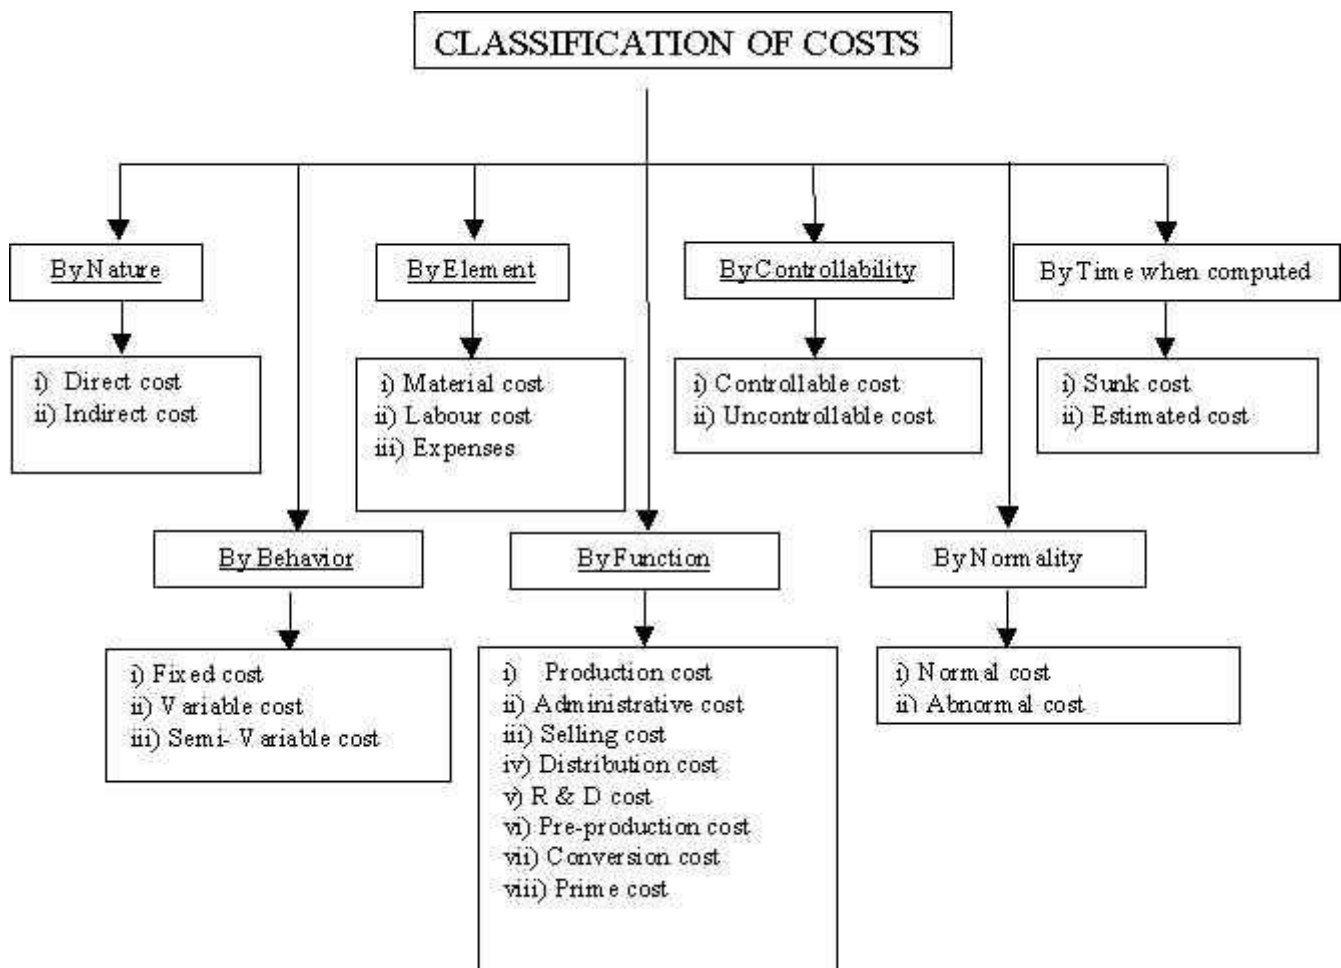 CLASSIFICATION OF COSTS
By Nature
i) Direct cost
ii) Indirect cost
By Element
i) Material cost
ii) Labour cost
iii) Expenses
By Controllability
i) Controllable cost
ii) Uncontrollable cost
By Time when computed
i) Sunk cost
ii) Estimated cost
By Behavior
i) Fixed cost
ii) Variable cost
iii) Semi- Variable cost
By Function
i) Production cost
ii) Administrative cost
iii) Selling cost
iv) Distribution cost
v) R & D cost
vi) Pre-production cost
vii) Conversion cost
viii) Prime cost
By Normality
i) Normal cost
ii) Abnormal cost